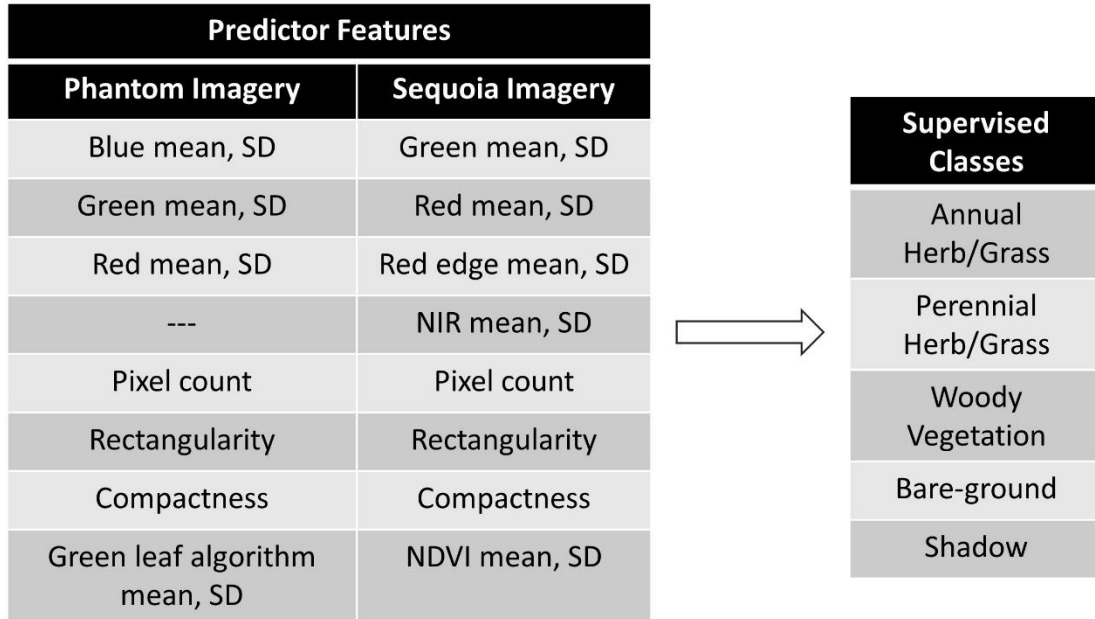 Predictor Features
Phantom Imagery
Sequoia Imagery
Blue mean, SD
Green mean, SD
Green mean, SD
Red mean, SD
Red mean, SD
Red edge mean, SD
---
NIR mean, SD
Pixel count
Pixel count
Rectangularity
Rectangularity
Compactness
Compactness
Green leaf algorithm
mean, SD
NDVI mean, SD
Supervised
Classes
Annual
Herb/Grass
Perennial
Herb/Grass
Woody
Vegetation
Bare-ground
Shadow